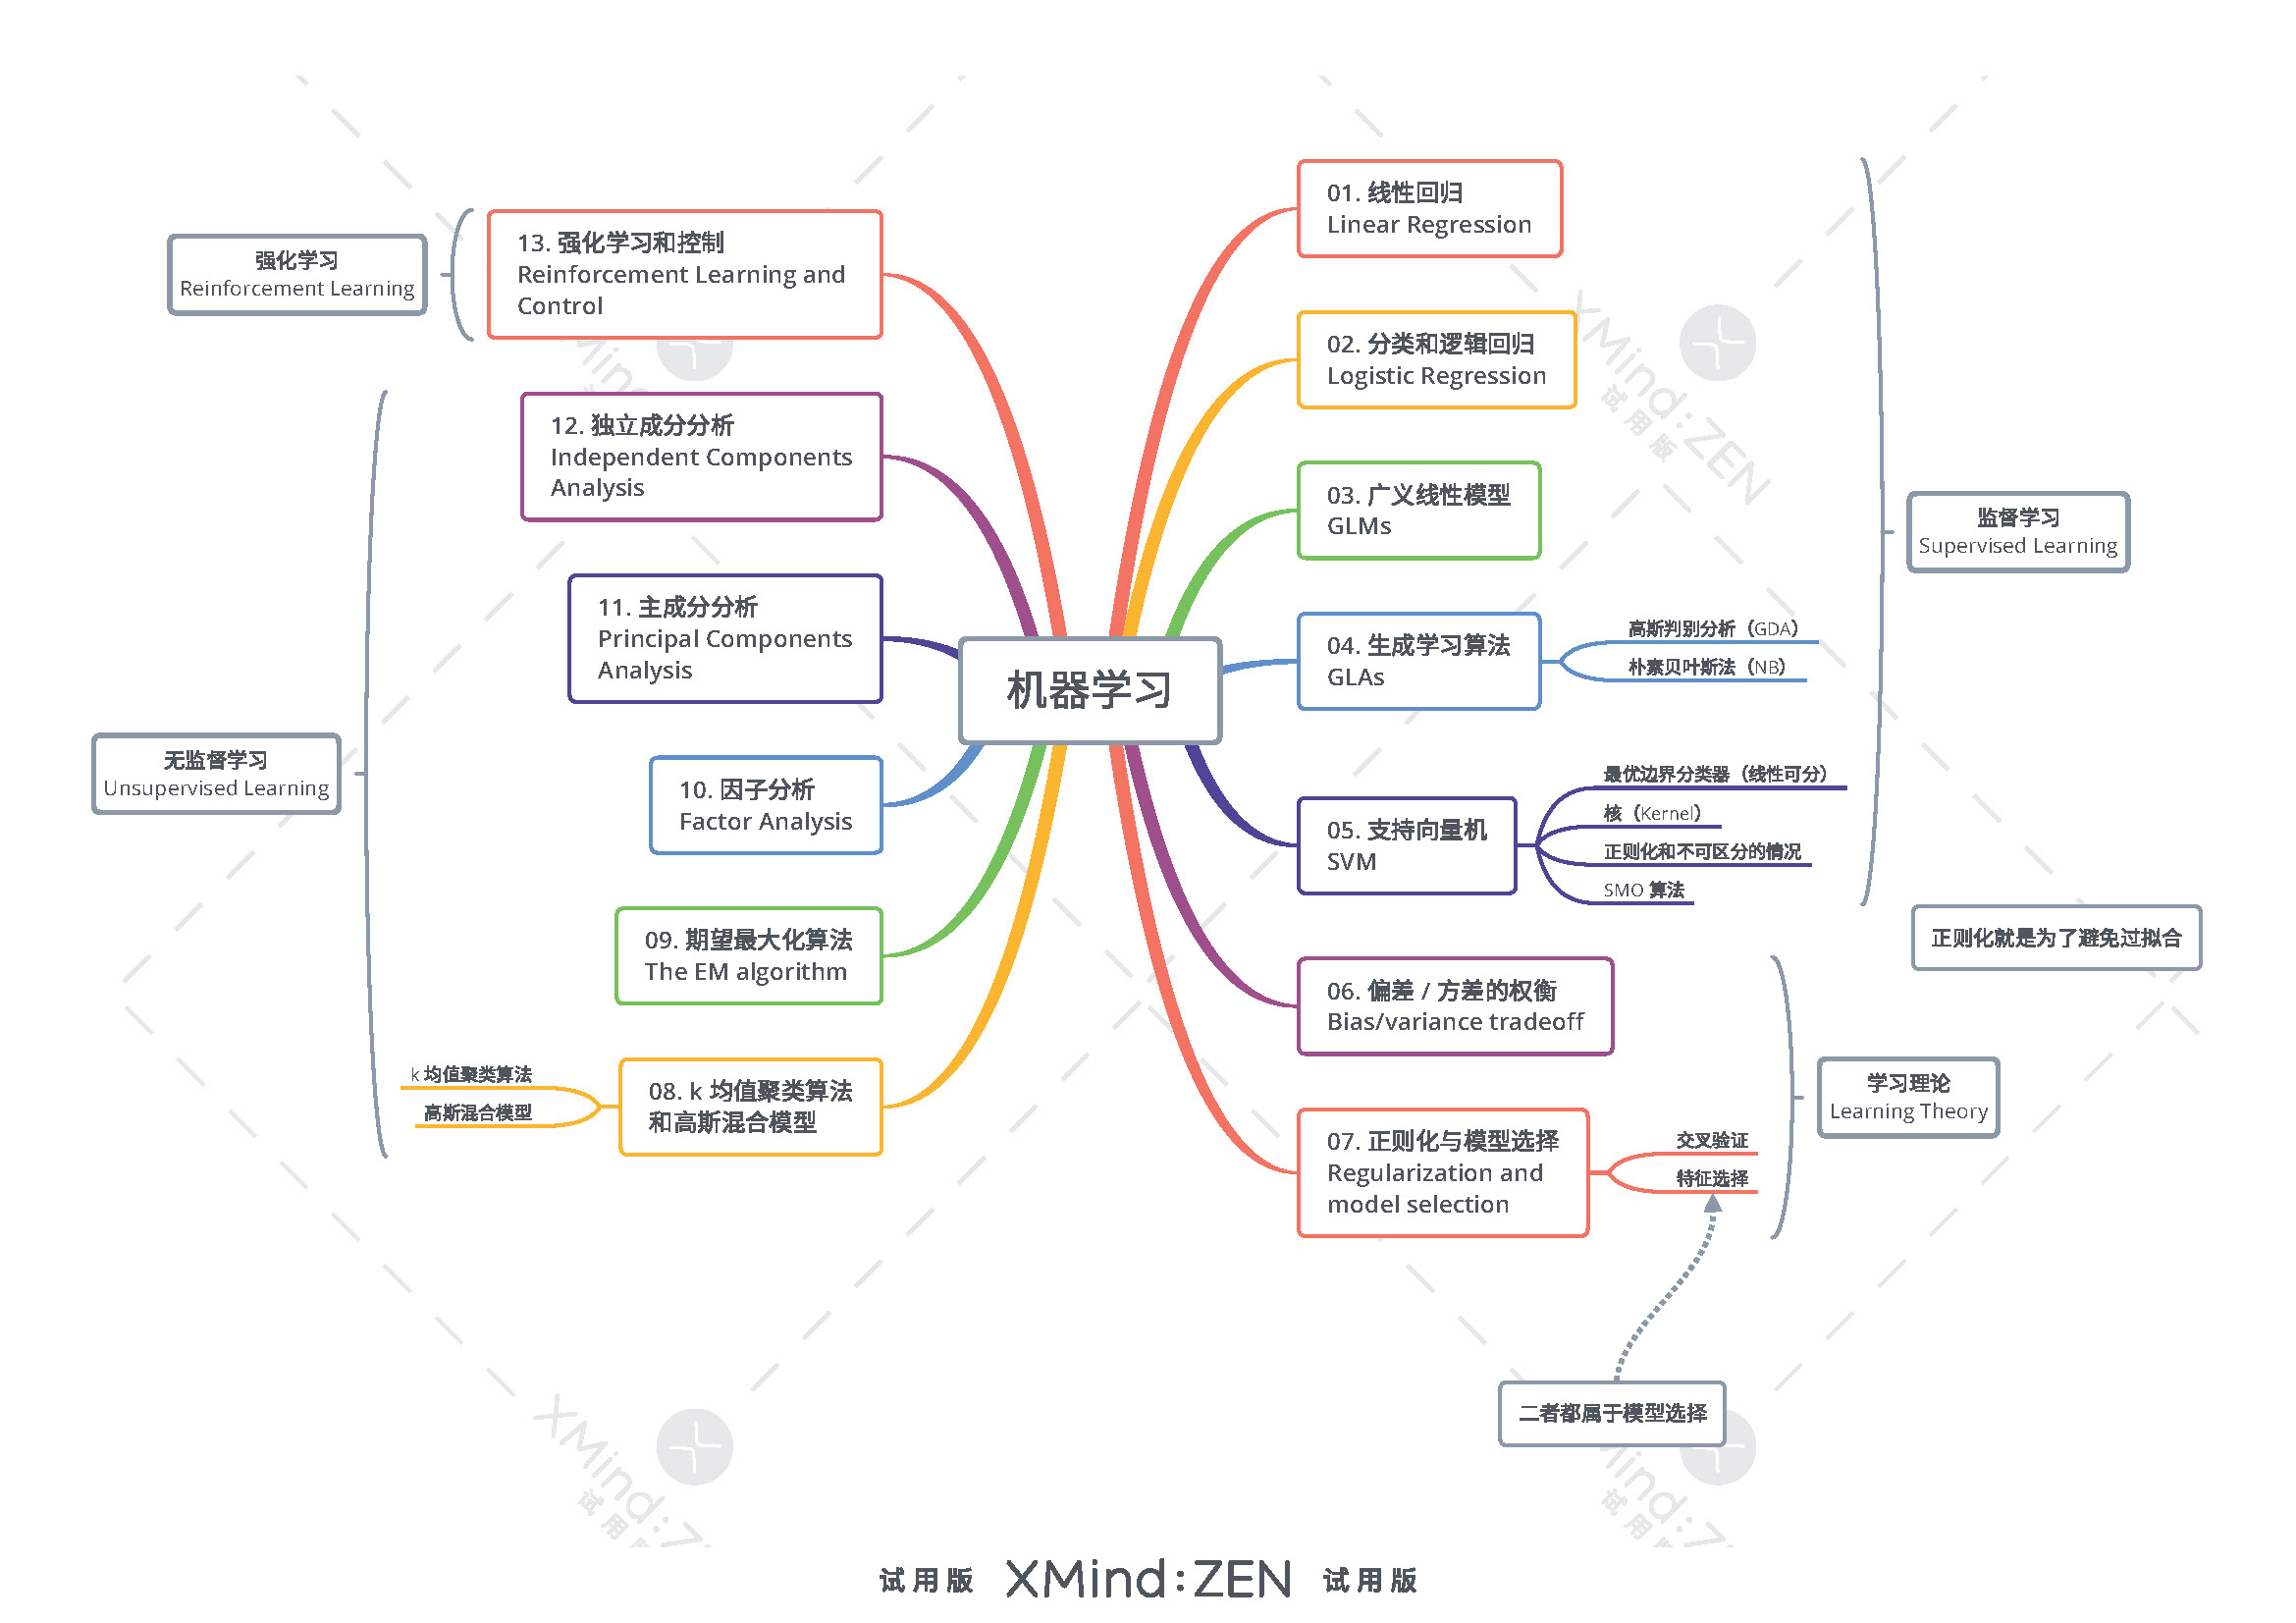 机器学习
01. 线性回归
Linear Regression
02. 分类和逻辑回归
Logistic Regression
03. 广义线性模型
GLMs
04. 生成学习算法
GLAs
高斯判别分析（GDA）
朴素贝叶斯法（NB）
05. 支持向量机
SVM
最优边界分类器（线性可分）
核（Kernel）
正则化和不可区分的情况
SMO 算法
监督学习
Supervised Learning
正则化就是为了避免过拟合
06. 偏差 / 方差的权衡
Bias/variance tradeoff
07. 正则化与模型选择
Regularization and
model selection
交叉验证
特征选择
学习理论
Learning Theory
二者都属于模型选择
08. k 均值聚类算法
和高斯混合模型
k 均值聚类算法
高斯混合模型
09. 期望最大化算法
The EM algorithm
10. 因子分析
Factor Analysis
11. 主成分分析
Principal Components
Analysis
12. 独立成分分析
Independent Components
Analysis
无监督学习
Unsupervised Learning
13. 强化学习和控制
Reinforcement Learning and
Control
强化学习
Reinforcement Learning
XMind:ZEN
试用版
试用版 XMind:ZEN 试用版